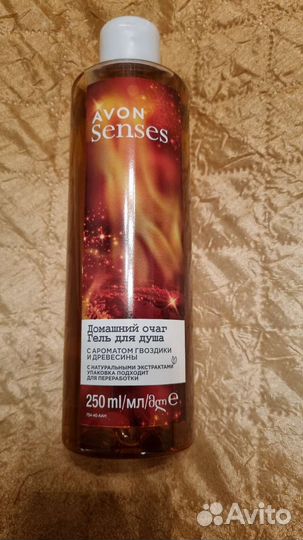 AVON
Senses
Домашний очаг
Гель для душа
С АРОМАТОМ ГВОЗДИКИ
И ДРЕВЕСИНЫ
С НАТУРАЛЬНЫМИ ЭКСТРАКТАМИ
УПАКОВКА ПОДХОДИТ
ДЛЯ ПЕРЕРАБОТКИ
250 ml/мл/მლ ℮
Avito